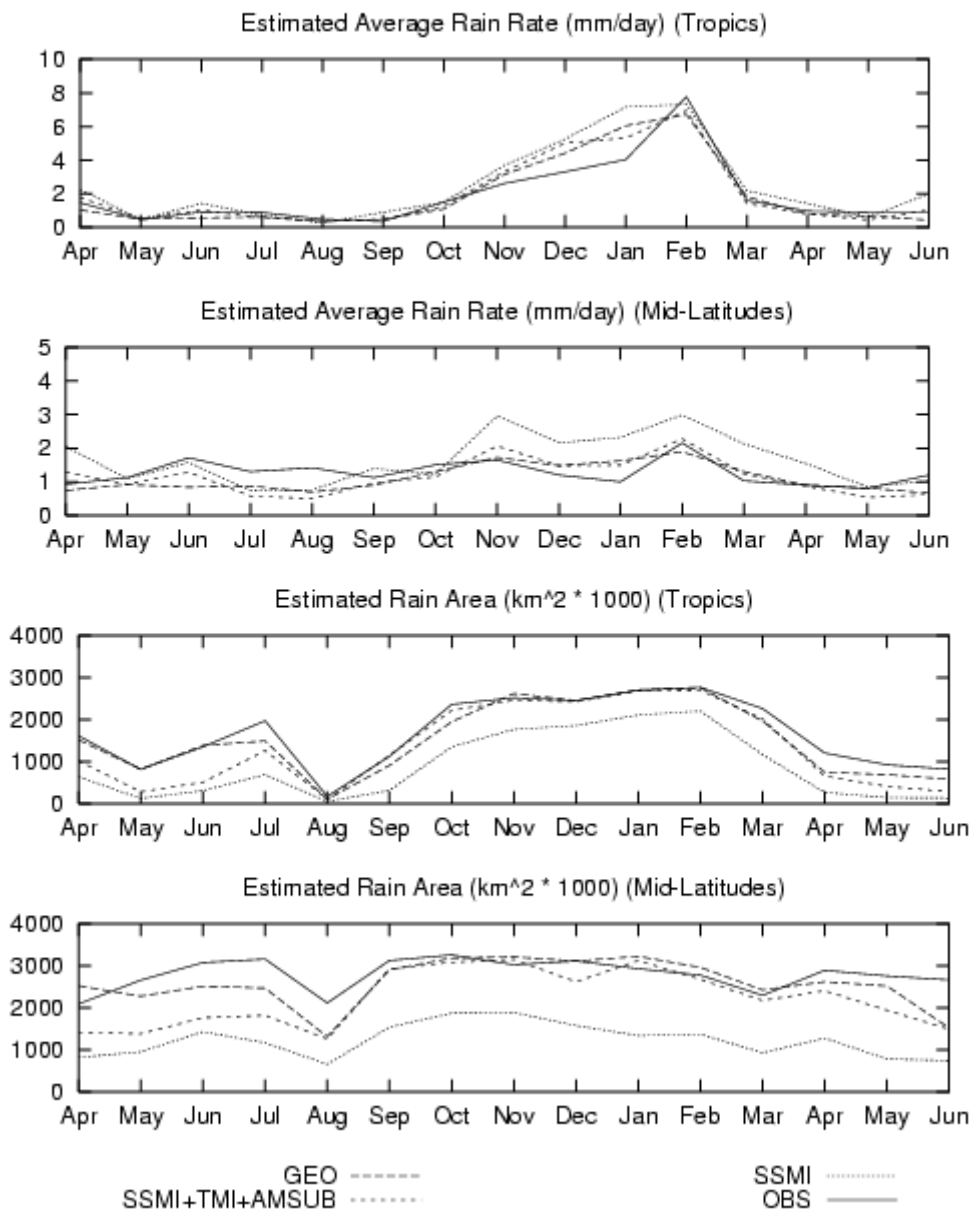 Estimated Average Rain Rate (mm/day) (Tropics)
10
8
6
4
2
0
Apr May Jun Jul Aug Sep Oct Nov Dec Jan Feb Mar Apr May Jun
Estimated Average Rain Rate (mm/day) (Mid-Latitudes)
5
4
3
2
1
0
Apr May Jun Jul Aug Sep Oct Nov Dec Jan Feb Mar Apr May Jun
Estimated Rain Area (km^2 * 1000) (Tropics)
4000
3000
2000
1000
0
Apr May Jun Jul Aug Sep Oct Nov Dec Jan Feb Mar Apr May Jun
Estimated Rain Area (km^2 * 1000) (Mid-Latitudes)
4000
3000
2000
1000
0
Apr May Jun Jul Aug Sep Oct Nov Dec Jan Feb Mar Apr May Jun
GEO SSMI
SSMI+TMI+AMSUB OBS